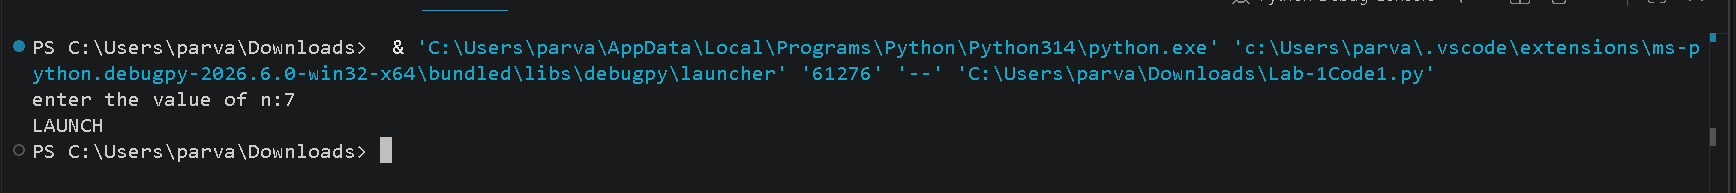 PS C:\Users\parva\Downloads>  & 'C:\Users\parva\AppData\Local\Programs\Python\Python314\python.exe' 'c:\Users\parva\.vscode\extensions\ms-p
ython.debugpy-2026.6.0-win32-x64\bundled\libs\debugpy\launcher' '61276' '--' 'C:\Users\parva\Downloads\Lab-1Code1.py'
enter the value of n:7
LAUNCH
PS C:\Users\parva\Downloads>